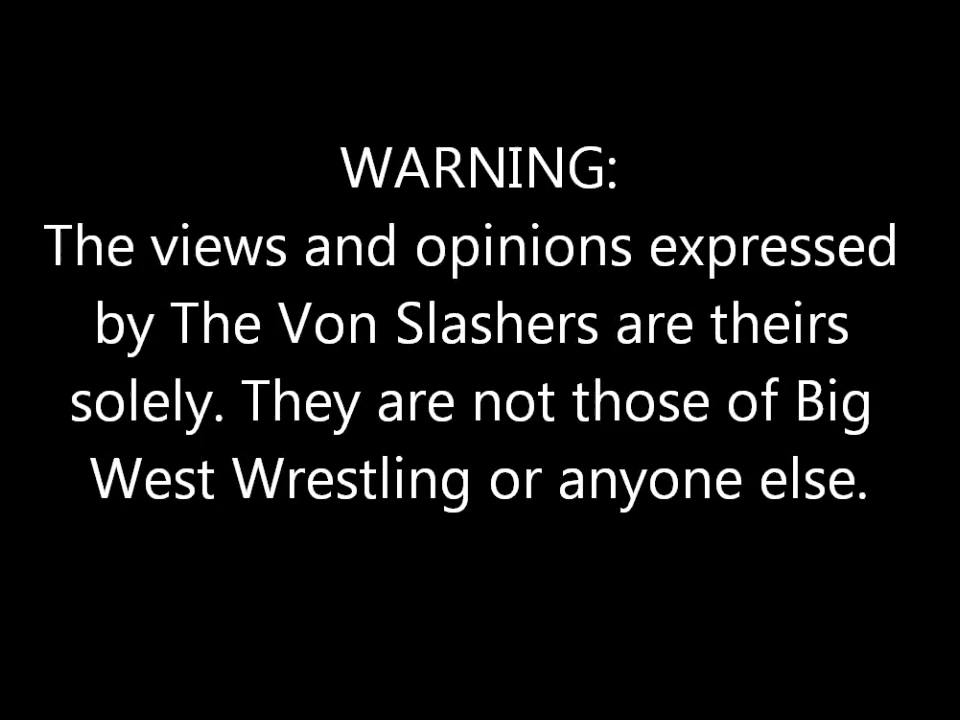 WARNING:
The views and opinions expressed
by The Von Slashers are theirs
solely. They are not those of Big
West Wrestling or anyone else.